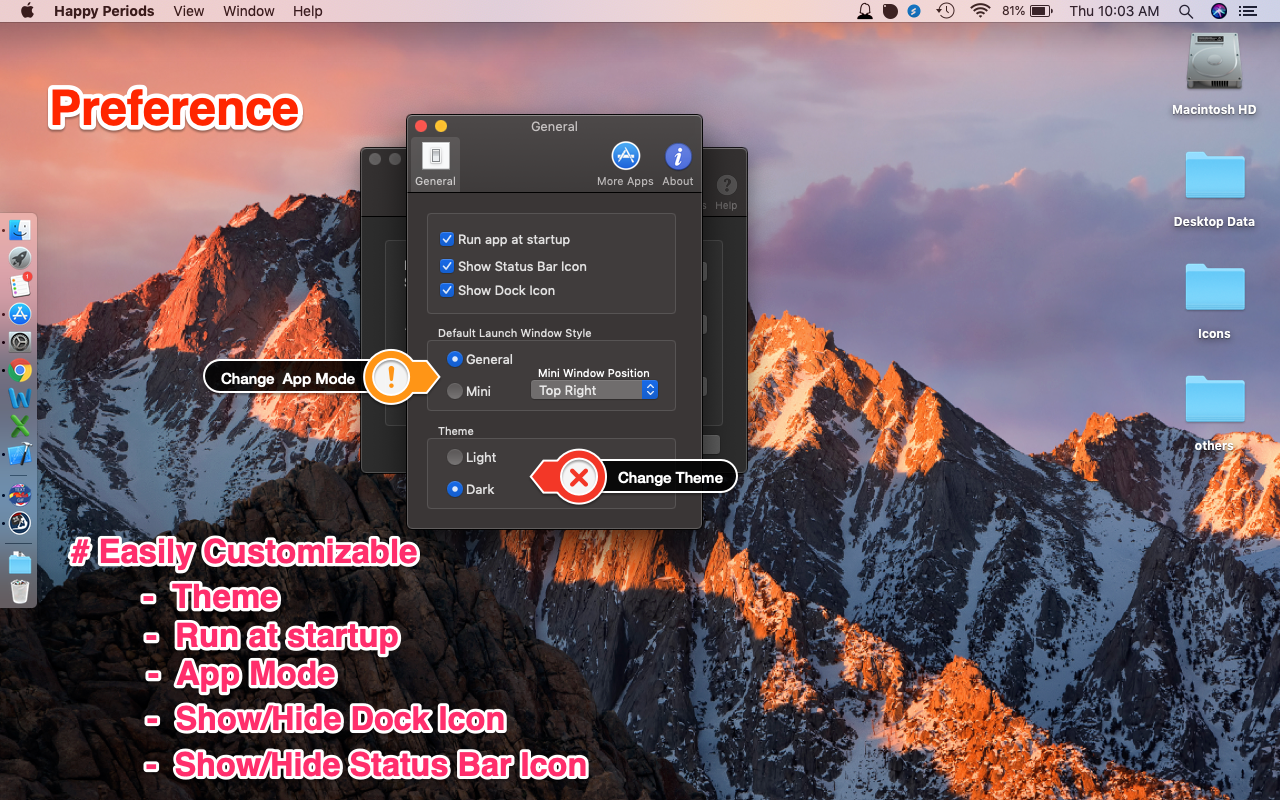 Happy Periods View Window Help 81% Thu 10:03 AM
Preference
General
General More Apps About
Help
Run app at startup
Show Status Bar Icon
Show Dock Icon
Default Launch Window Style
General
Mini
Mini Window Position
Top Right
Change App Mode
Theme
Light
Dark
Change Theme
# Easily Customizable
- Theme
- Run at startup
- App Mode
- Show/Hide Dock Icon
- Show/Hide Status Bar Icon
Macintosh HD
Desktop Data
Icons
others